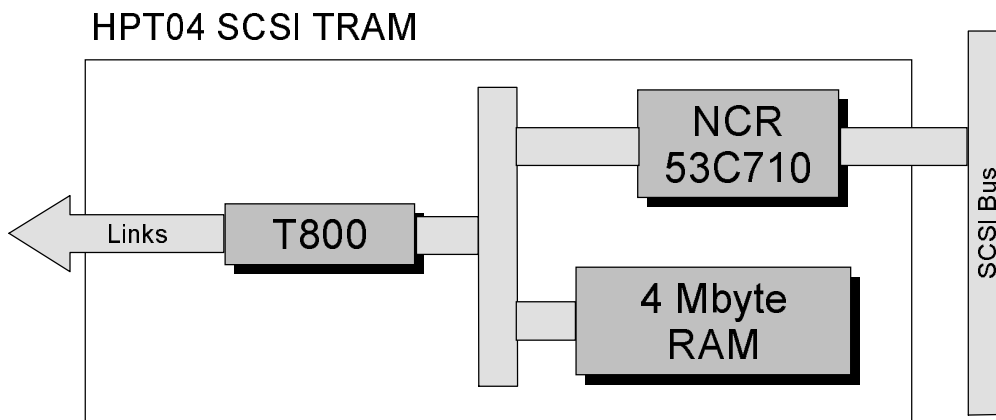 HPT04 SCSI TRAM
NCR
53C710
Links
T800
SCSI Bus
4 Mbyte
RAM